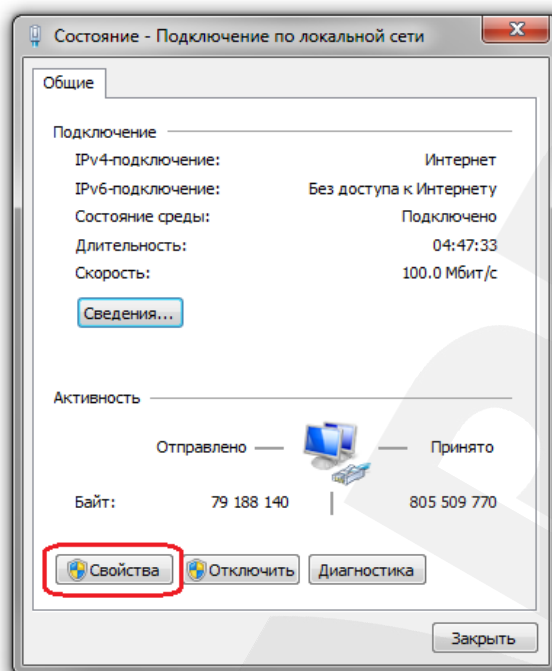 Состояние - Подключение по локальной сети
Общие
Подключение
IPv4-подключение: Интернет
IPv6-подключение: Без доступа к Интернету
Состояние среды: Подключено
Длительность: 04:47:33
Скорость: 100.0 Мбит/с
Сведения...
Активность
Отправлено Принято
Байт: 79 188 140 805 509 770
Свойства Отключить Диагностика
Закрыть